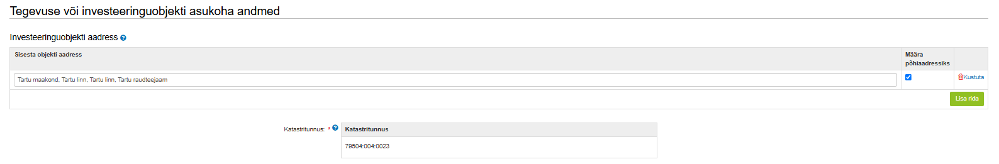 Tegevuse või investeeringuobjekti asukoha andmed
Investeeringuobjekti aadress
Sisesta objekti aadress
Määra põhiaadressiks
Tartu maakond, Tartu linn, Tartu linn, Tartu raudteejaam
Kustuta
Lisa rida
Katastritunnus: *
Katastritunnus
79504:004:0023